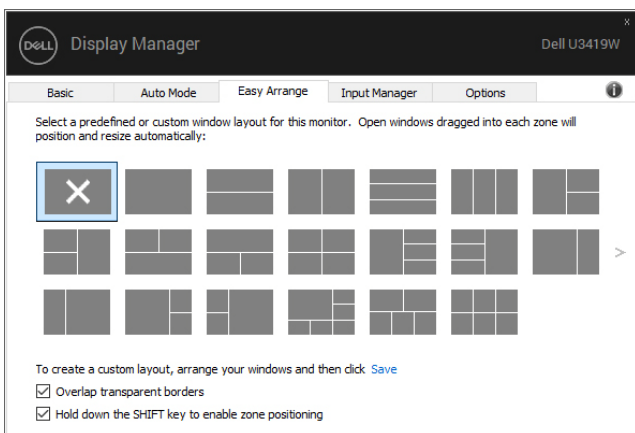 x
DELL Display Manager Dell U3419W
Basic Auto Mode Easy Arrange Input Manager Options i
Select a predefined or custom window layout for this monitor. Open windows dragged into each zone will
position and resize automatically:
>
To create a custom layout, arrange your windows and then click Save
Overlap transparent borders
Hold down the SHIFT key to enable zone positioning